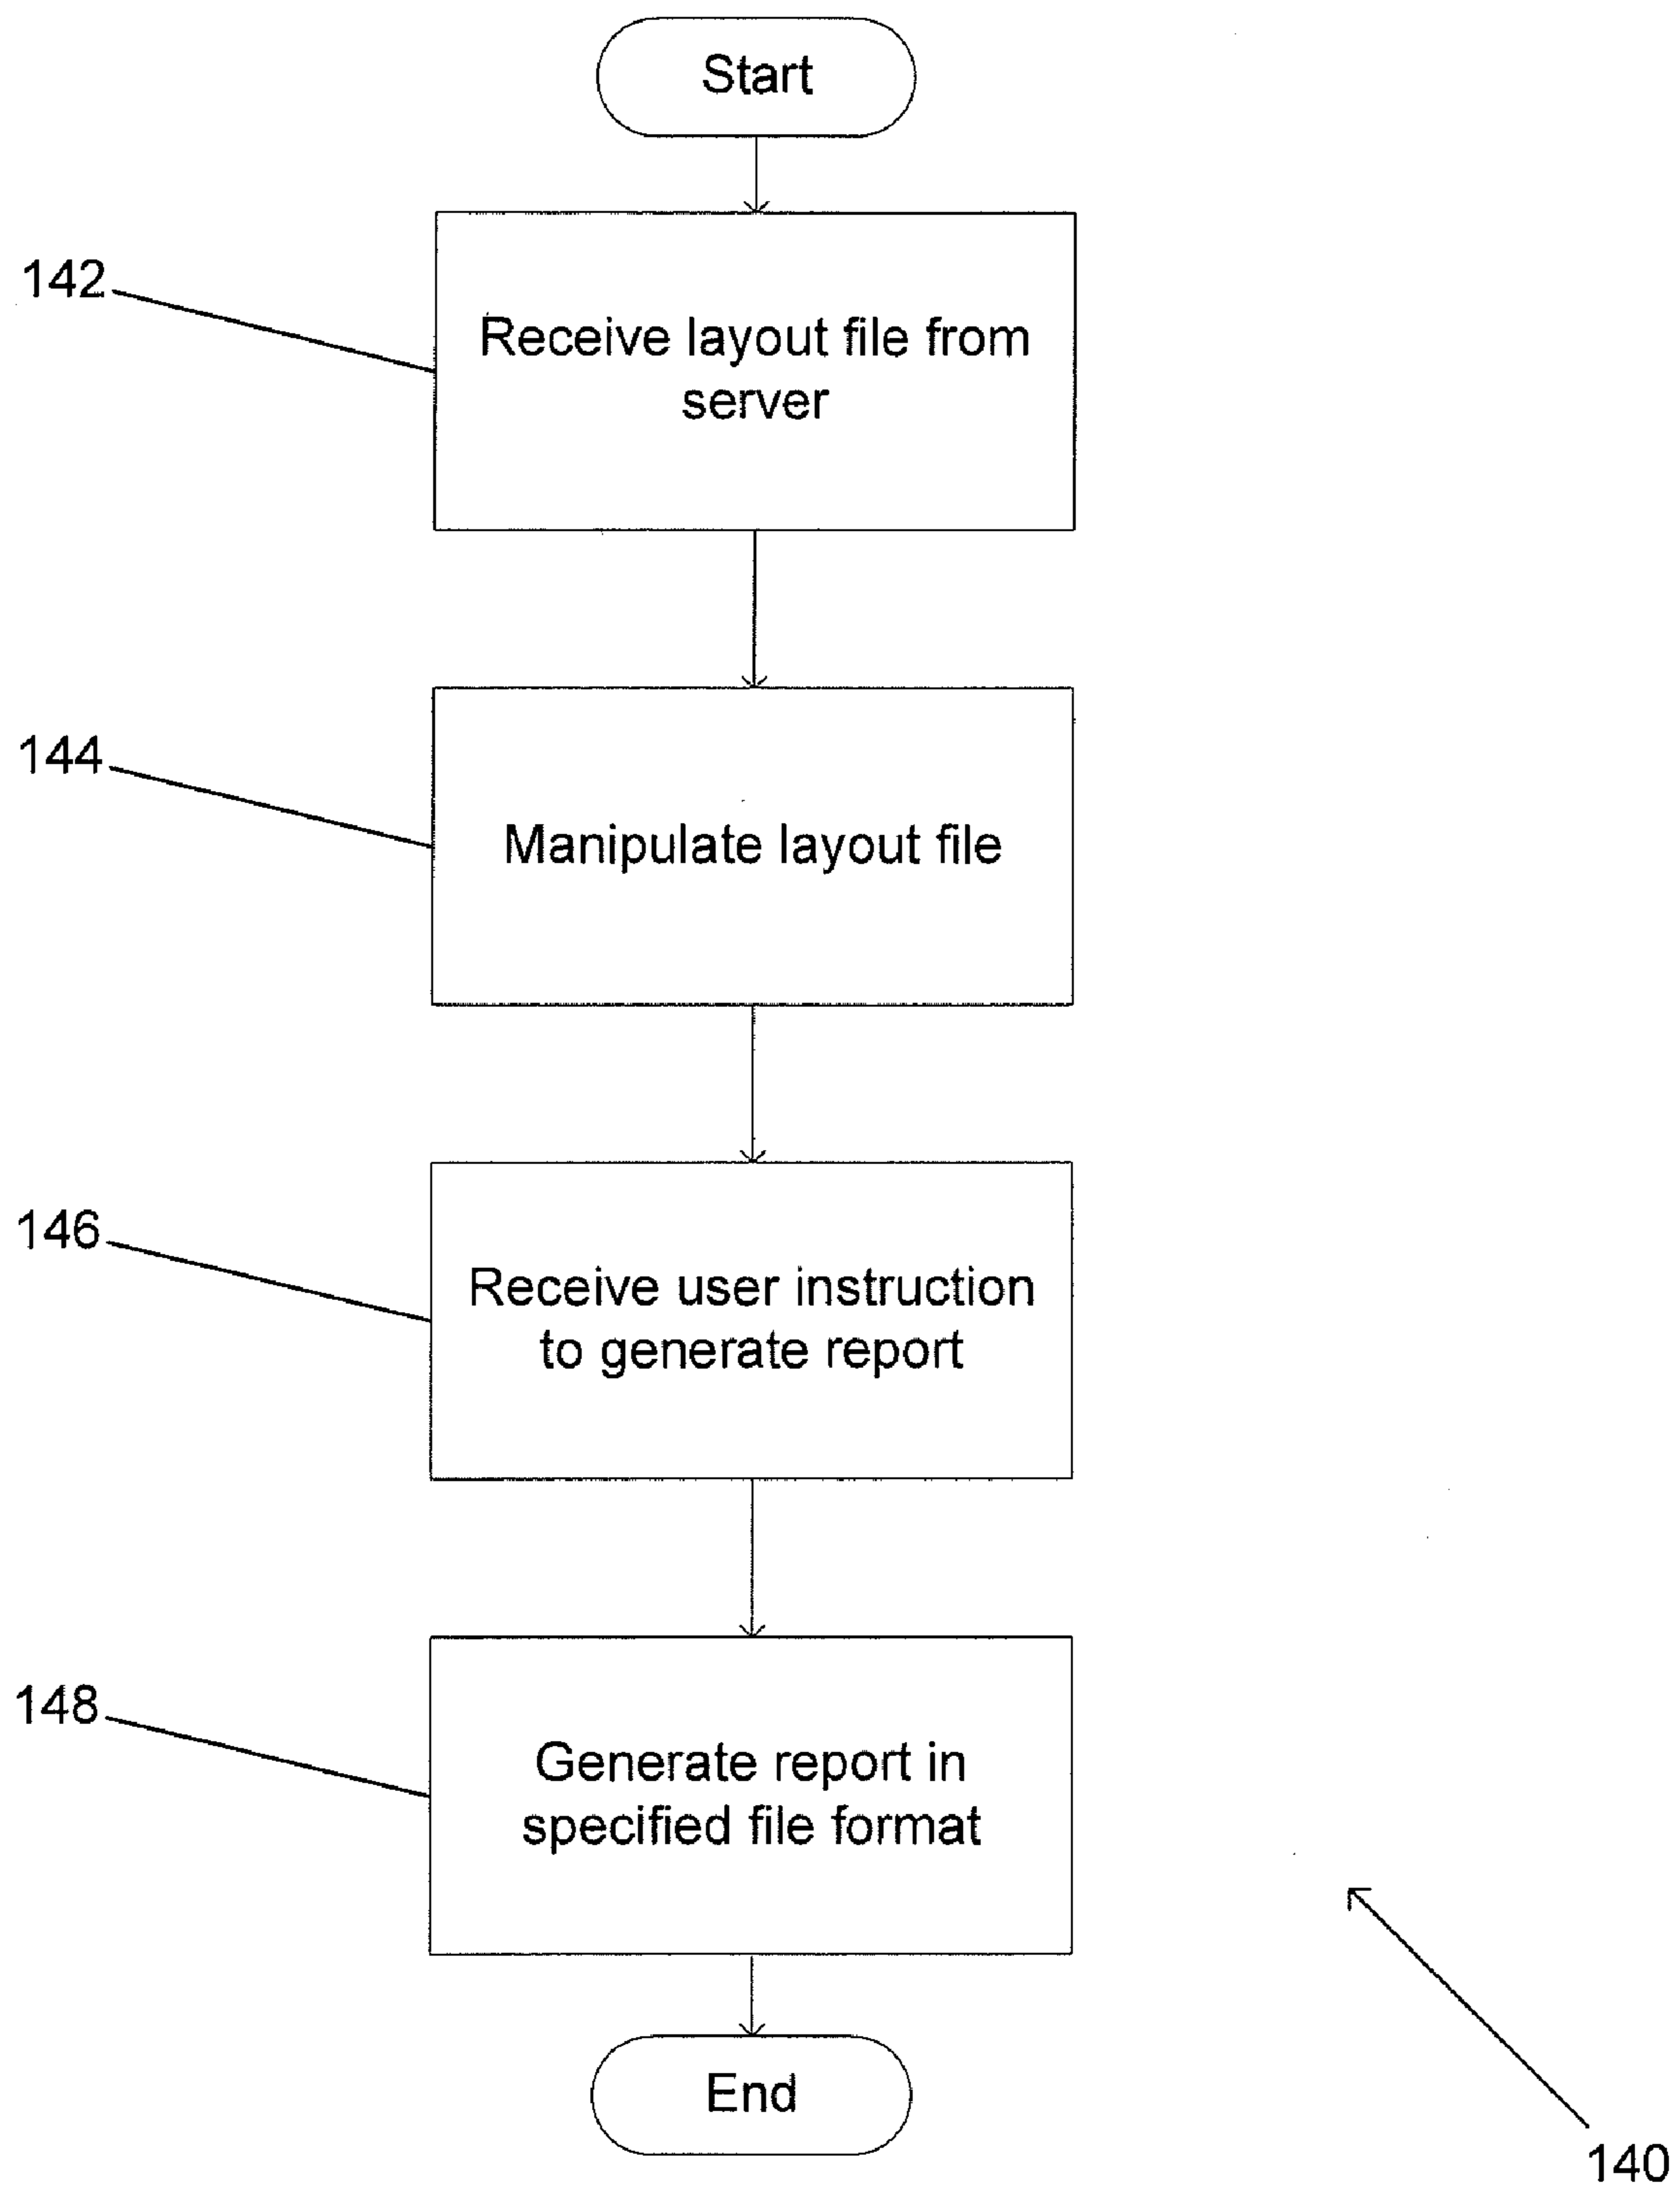 Start
142
Receive layout file from
server
144
Manipulate layout file
146
Receive user instruction
to generate report
148
Generate report in
specified file format
End
140